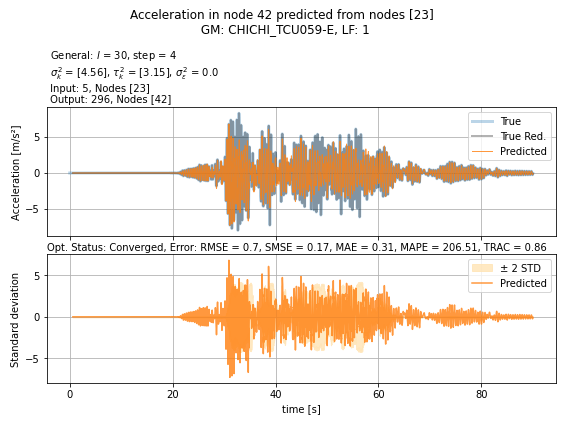 Acceleration in node 42 predicted from nodes [23]
GM: CHICHI_TCU059-E, LF: 1
General: l = 30, step = 4
σ²ₖ = [4.56], τ²ₖ = [3.15], σ²ε = 0.0
Input: 5, Nodes [23]
Output: 296, Nodes [42]
Acceleration [m/s²]
5
0
−5
True
True Red.
Predicted
Opt. Status: Converged, Error: RMSE = 0.7, SMSE = 0.17, MAE = 0.31, MAPE = 206.51, TRAC = 0.86
Standard deviation
5
0
−5
± 2 STD
Predicted
0 20 40 60 80
time [s]